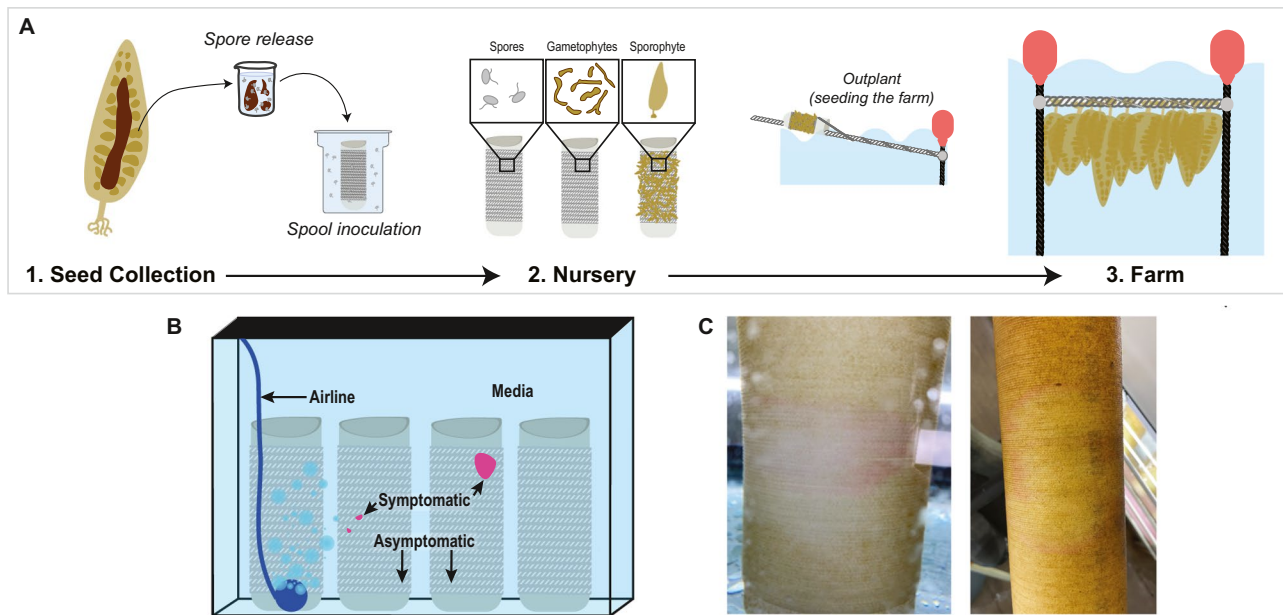 A
Spore release
Spool inoculation
Spores
Gametophytes
Sporophyte
Outplant
(seeding the farm)
1. Seed Collection
2. Nursery
3. Farm
B
Airline
Media
Symptomatic
Asymptomatic
C